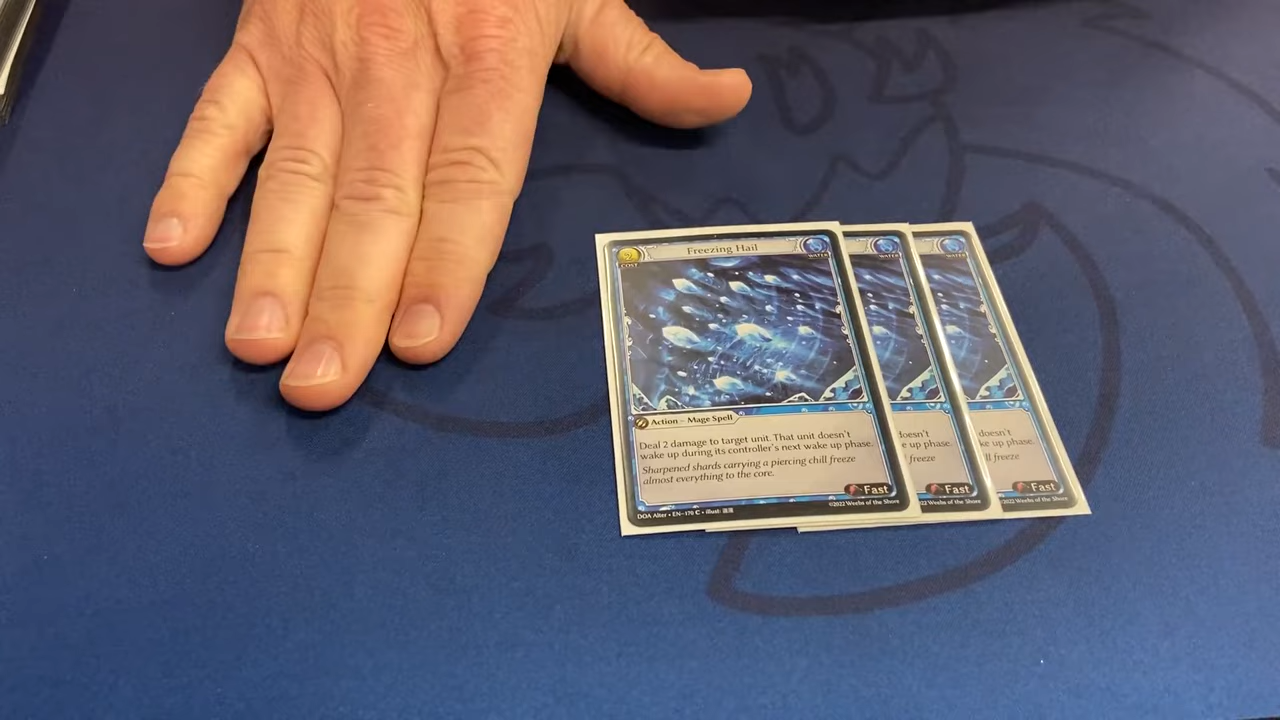 Freezing Hail
2
COST
WATER
Action – Mage Spell
Deal 2 damage to target unit. That unit doesn't
wake up during its controller's next wake up phase.
Sharpened shards carrying a piercing chill freeze
almost everything to the core.
Fast
DOA Alter • EN-170 C • illust:
©2022 Weebs of the Shore
WATER
doesn't
e up phase.
freeze
Fast
©2022 Weebs of the Shore
WATER
doesn't
ke up phase.
ill freeze
Fast
©2022 Weebs of the Shore